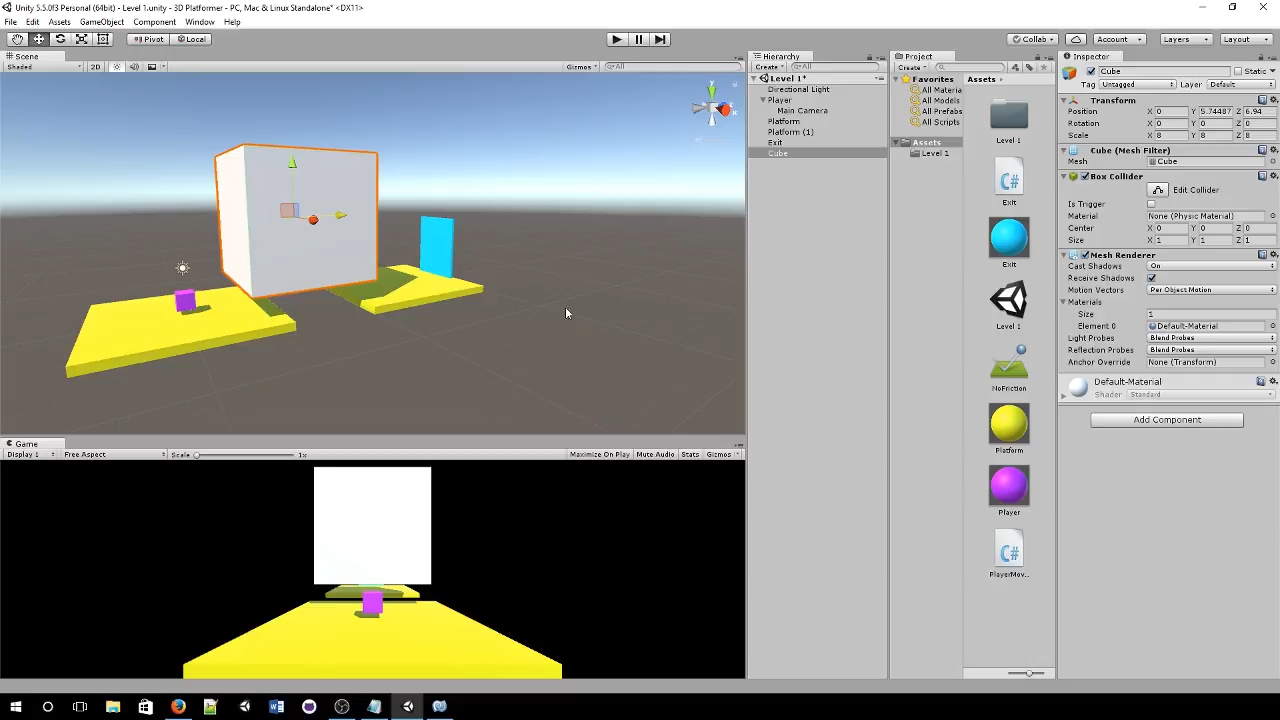 Unity 5.5.0f3 Personal (64bit) - Level 1.unity - 3D Platformer - PC, Mac & Linux Standalone* <DX11>
File Edit Assets GameObject Component Window Help
Pivot Local Collab Account Layers Layout
Scene
Shaded 2D Gizmos All
Game
Display 1 Free Aspect Scale 1x Maximize On Play Mute Audio Stats Gizmos
Hierarchy
Create All
Level 1*
Directional Light
Player
Main Camera
Platform
Platform (1)
Exit
Cube
Project
Create
Favorites
All Materia
All Models
All Prefabs
All Scripts
Assets
Level 1
Assets
Level 1
C#
Exit
Exit
Level 1
NoFriction
Platform
Player
C#
PlayerMov...
Inspector
Cube Static
Tag Untagged Layer Default
Transform
Position X 0 Y 5.74487 Z 6.94
Rotation X 0 Y 0 Z 0
Scale X 8 Y 8 Z 8
Cube (Mesh Filter)
Mesh Cube
Box Collider
Edit Collider
Is Trigger
Material None (Physic Material)
Center X 0 Y 0 Z 0
Size X 1 Y 1 Z 1
Mesh Renderer
Cast Shadows On
Receive Shadows
Motion Vectors Per Object Motion
Materials
Size 1
Element 0 Default-Material
Light Probes Blend Probes
Reflection Probes Blend Probes
Anchor Override None (Transform)
Default-Material
Shader Standard
Add Component